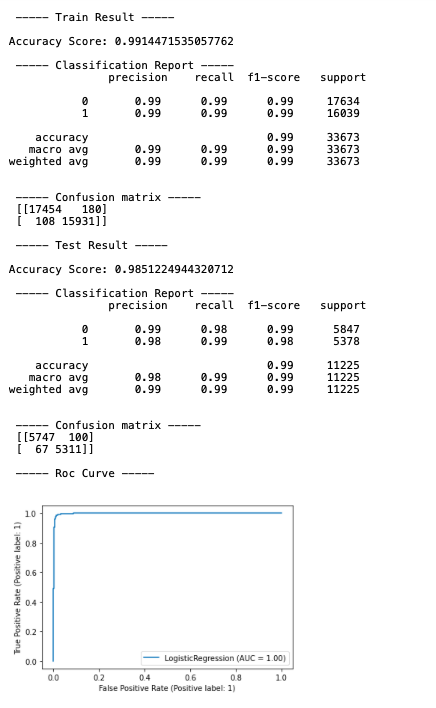 ----- Train Result -----
Accuracy Score: 0.9914471535057762
----- Classification Report -----
precision recall f1-score support
0 0.99 0.99 0.99 17634
1 0.99 0.99 0.99 16039
accuracy 0.99 33673
macro avg 0.99 0.99 0.99 33673
weighted avg 0.99 0.99 0.99 33673
----- Confusion matrix -----
[[17454 180]
[ 108 15931]]
----- Test Result -----
Accuracy Score: 0.9851224944320712
----- Classification Report -----
precision recall f1-score support
0 0.99 0.98 0.99 5847
1 0.98 0.99 0.98 5378
accuracy 0.99 11225
macro avg 0.98 0.99 0.99 11225
weighted avg 0.99 0.99 0.99 11225
----- Confusion matrix -----
[[5747 100]
[ 67 5311]]
----- Roc Curve -----
1.0
0.8
0.6
0.4
0.2
0.0
True Positive Rate (Positive label: 1)
LogisticRegression (AUC = 1.00)
0.0 0.2 0.4 0.6 0.8 1.0
False Positive Rate (Positive label: 1)